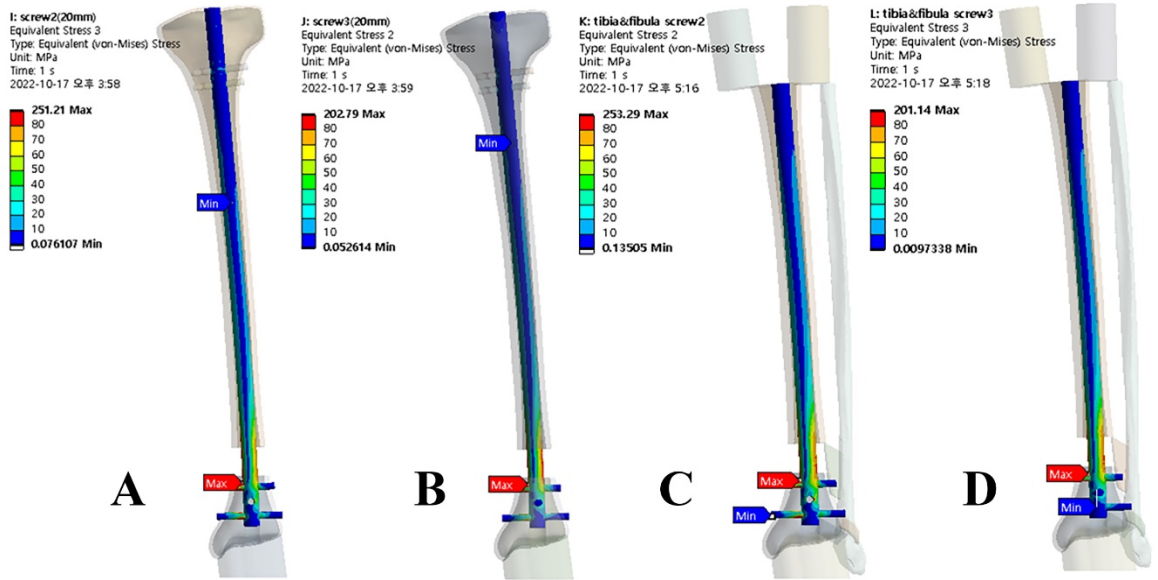 I: screw2(20mm)
Equivalent Stress 3
Type: Equivalent (von-Mises) Stress
Unit: MPa
Time: 1 s
2022-10-17 오후 3:58
251.21 Max
80
70
60
50
40
30
20
10
0.076107 Min
Min
Max
A
J: screw3(20mm)
Equivalent Stress 2
Type: Equivalent (von-Mises) Stress
Unit: MPa
Time: 1 s
2022-10-17 오후 3:59
202.79 Max
80
70
60
50
40
30
20
10
0.052614 Min
Min
Max
B
K: tibia&fibula screw2
Equivalent Stress 2
Type: Equivalent (von-Mises) Stress
Unit: MPa
Time: 1 s
2022-10-17 오후 5:16
253.29 Max
80
70
60
50
40
30
20
10
0.13505 Min
Max
Min
C
L: tibia&fibula screw3
Equivalent Stress 3
Type: Equivalent (von-Mises) Stress
Unit: MPa
Time: 1 s
2022-10-17 오후 5:18
201.14 Max
80
70
60
50
40
30
20
10
0.0097338 Min
Max
Min
D